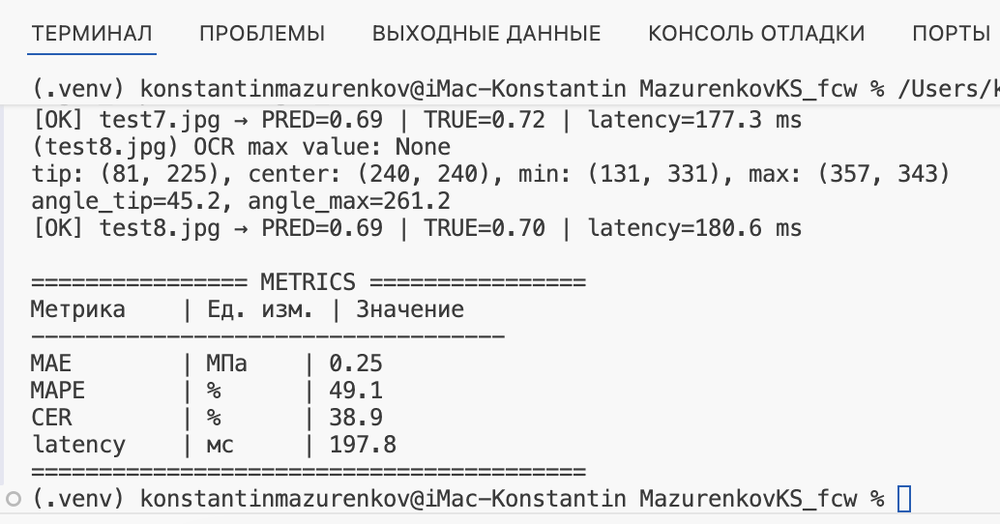 ТЕРМИНАЛ ПРОБЛЕМЫ ВЫХОДНЫЕ ДАННЫЕ КОНСОЛЬ ОТЛАДКИ ПОРТЫ
(.venv) konstantinmazurenkov@iMac-Konstantin MazurenkovKS_fcw % /Users/k
[OK] test7.jpg → PRED=0.69 | TRUE=0.72 | latency=177.3 ms
(test8.jpg) OCR max value: None
tip: (81, 225), center: (240, 240), min: (131, 331), max: (357, 343)
angle_tip=45.2, angle_max=261.2
[OK] test8.jpg → PRED=0.69 | TRUE=0.70 | latency=180.6 ms
================ METRICS ================
Метрика | Ед. изм. | Значение
-----------------------------------
MAE | МПа | 0.25
MAPE | % | 49.1
CER | % | 38.9
latency | мс | 197.8
=========================================
(.venv) konstantinmazurenkov@iMac-Konstantin MazurenkovKS_fcw %